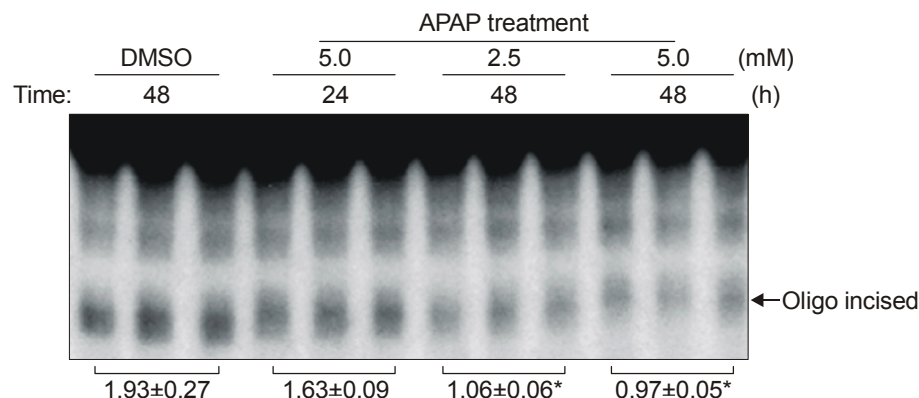 APAP treatment
DMSO 5.0 2.5 5.0 (mM)
Time: 48 24 48 48 (h)
Oligo incised
1.93±0.27 1.63±0.09 1.06±0.06* 0.97±0.05*